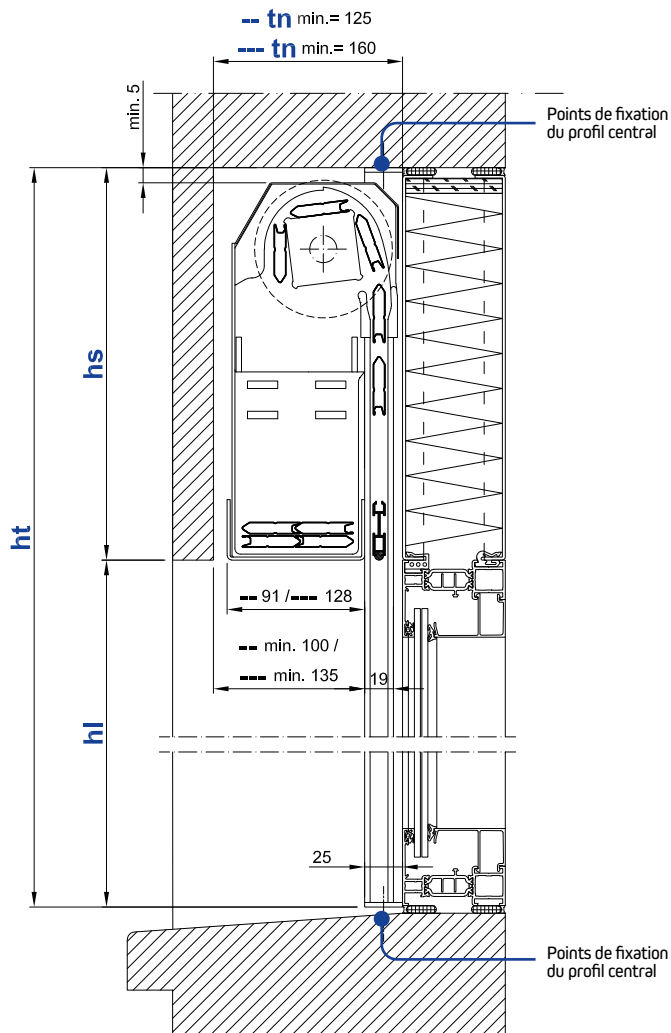 -- tn min.= 125
--- tn min.= 160
min. 5
Points de fixation
du profil central
hs
ht
-- 91 /--- 128
-- min. 100 /
--- min. 135
19
hl
25
Points de fixation
du profil central